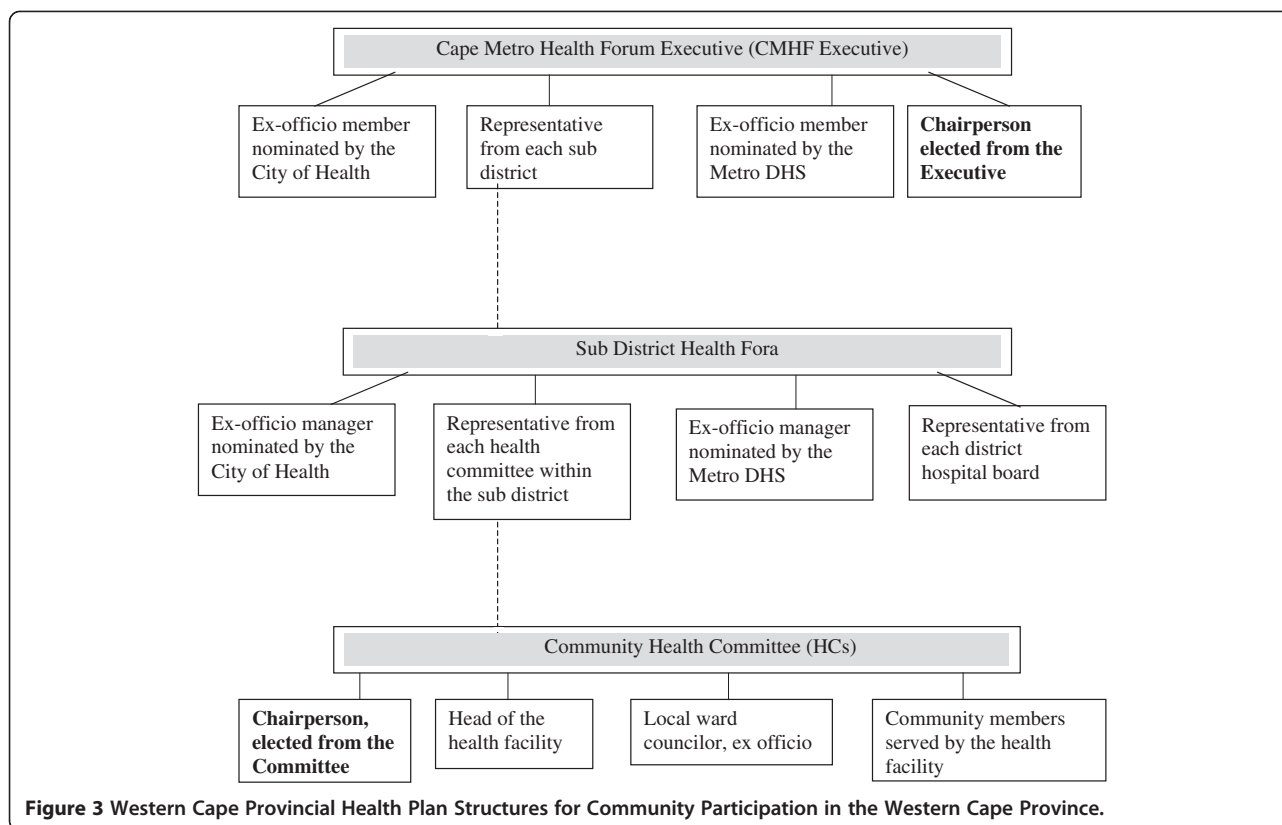 Cape Metro Health Forum Executive (CMHF Executive)
Ex-officio member
nominated by the
City of Health
Representative
from each sub
district
Ex-officio member
nominated by the
Metro DHS
Chairperson
elected from the
Executive
Sub District Health Fora
Ex-officio manager
nominated by the
City of Health
Representative from
each health
committee within
the sub district
Ex-officio manager
nominated by the
Metro DHS
Representative from
each district
hospital board
Community Health Committee (HCs)
Chairperson,
elected from the
Committee
Head of the
health facility
Local ward
councilor, ex officio
Community members
served by the health
facility
Figure 3 Western Cape Provincial Health Plan Structures for Community Participation in the Western Cape Province.